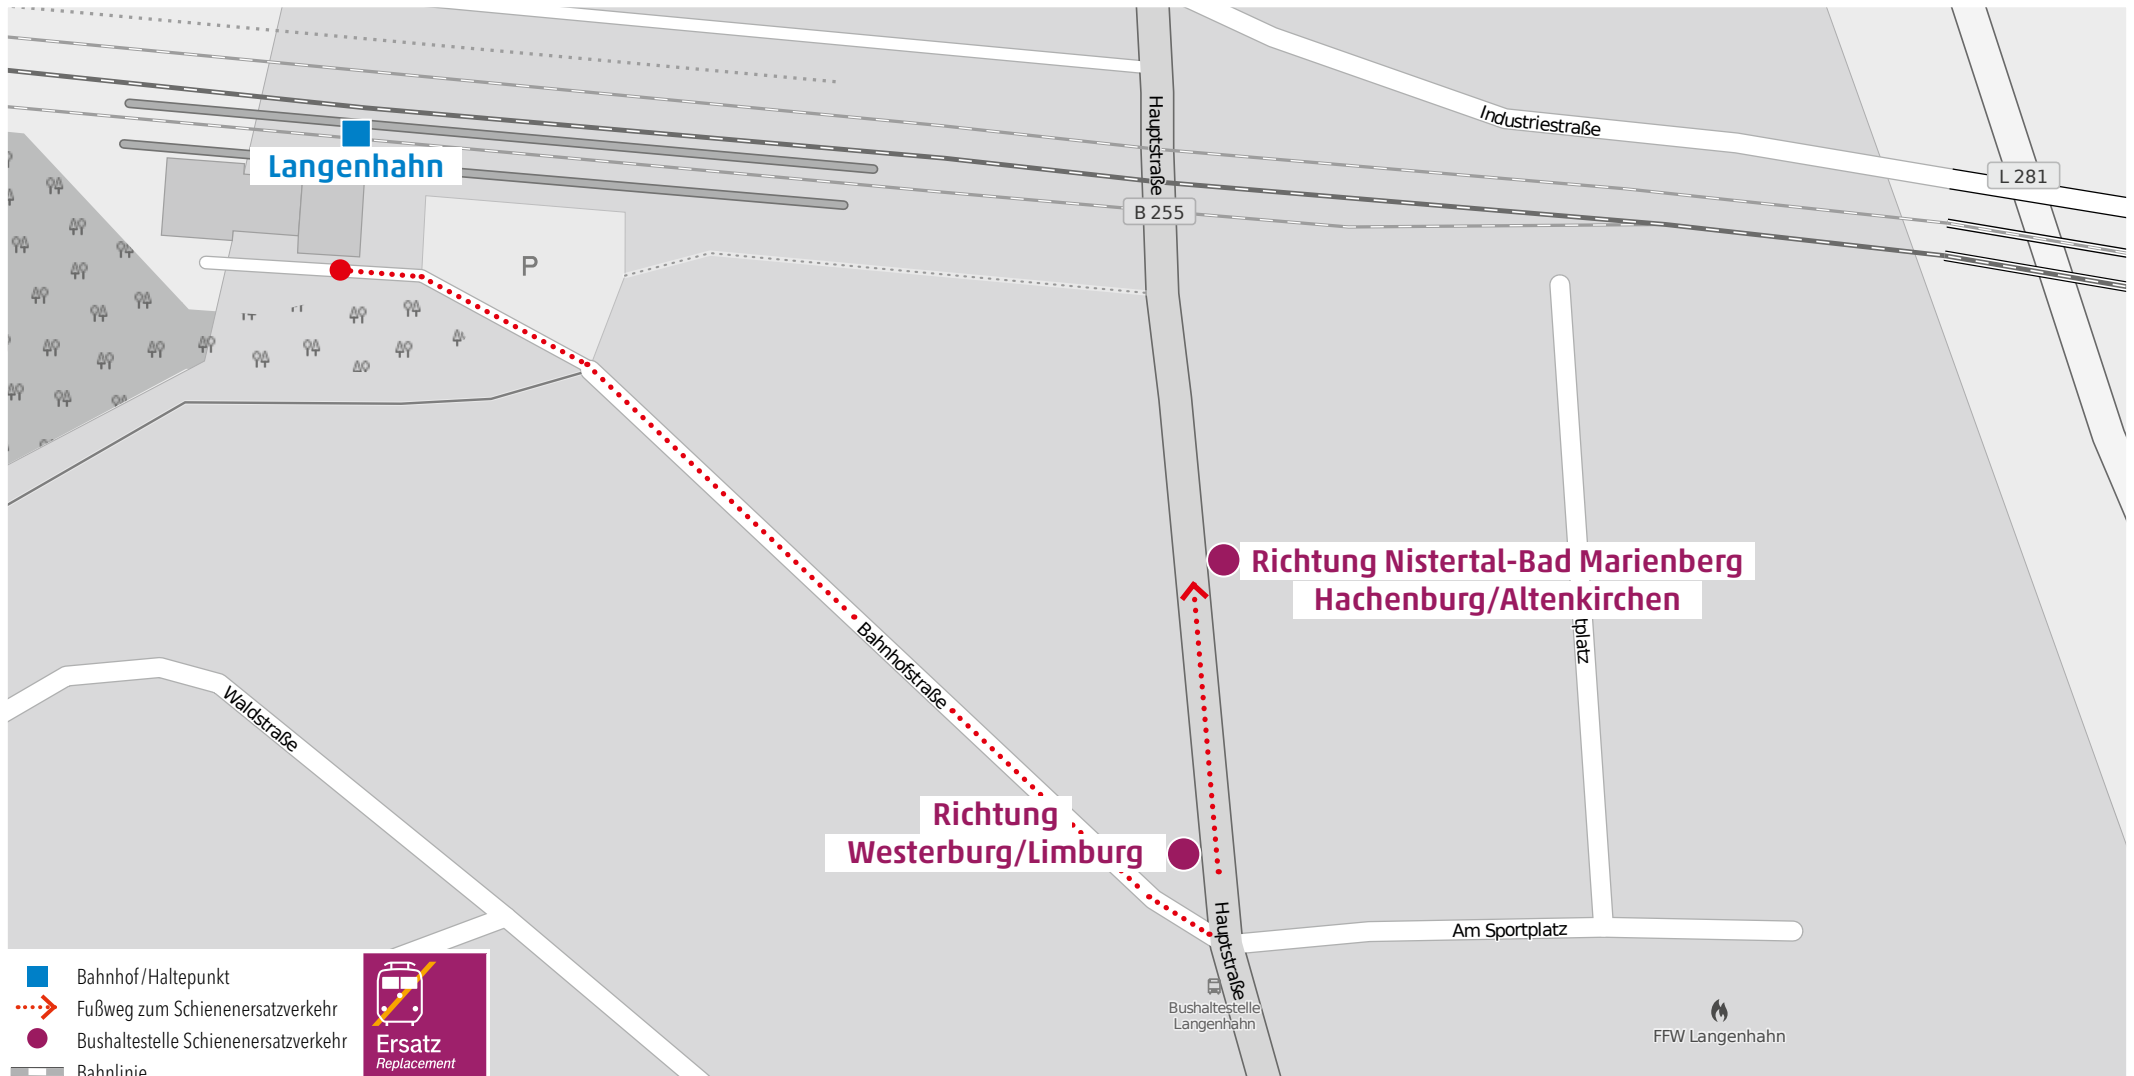 Hauptstraße
Industriestraße
Langenhahn
L 281
B 255
P
Richtung Nistertal-Bad Marienberg
Hachenburg/Altenkirchen
tplatz
Bahnhofstraße
Waldstraße
Richtung
Westerburg/Limburg
Hauptstraße
Am Sportplatz
Bushaltestelle
Langenhahn
FFW Langenhahn
Bahnhof/Haltepunkt
Fußweg zum Schienenersatzverkehr
Bushaltestelle Schienenersatzverkehr
Bahnlinie
Ersatz
Replacement